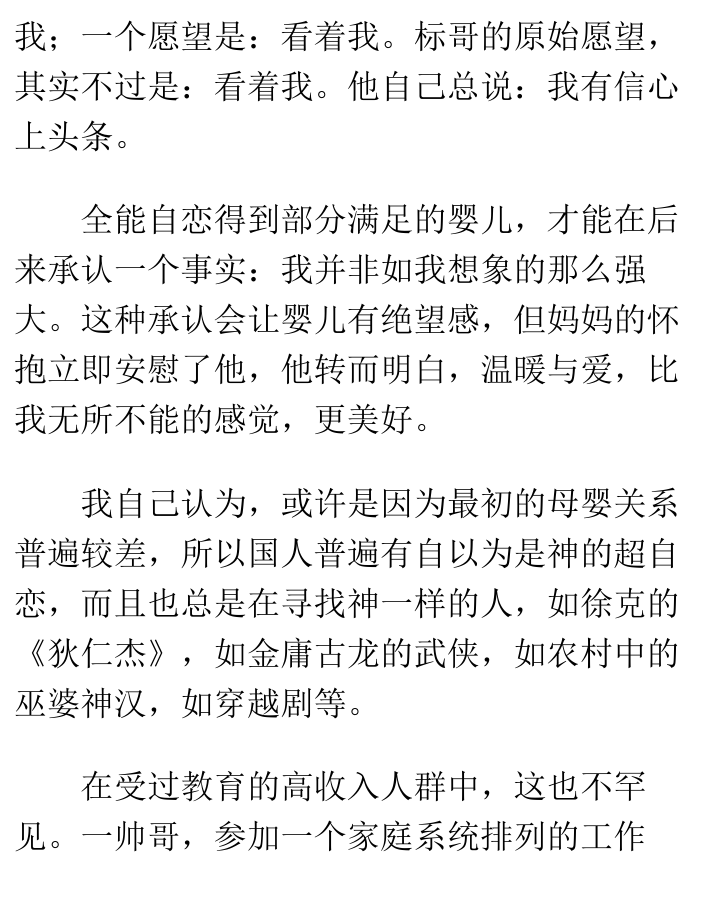 我；一个愿望是：看着我。标哥的原始愿望，
其实不过是：看着我。他自己总说：我有信心
上头条。
全能自恋得到部分满足的婴儿，才能在后
来承认一个事实：我并非如我想象的那么强
大。这种承认会让婴儿有绝望感，但妈妈的怀
抱立即安慰了他，他转而明白，温暖与爱，比
我无所不能的感觉，更美好。
我自己认为，或许是因为最初的母婴关系
普遍较差，所以国人普遍有自以为是神的超自
恋，而且也总是在寻找神一样的人，如徐克的
《狄仁杰》，如金庸古龙的武侠，如农村中的
巫婆神汉，如穿越剧等。
在受过教育的高收入人群中，这也不罕
见。一帅哥，参加一个家庭系统排列的工作